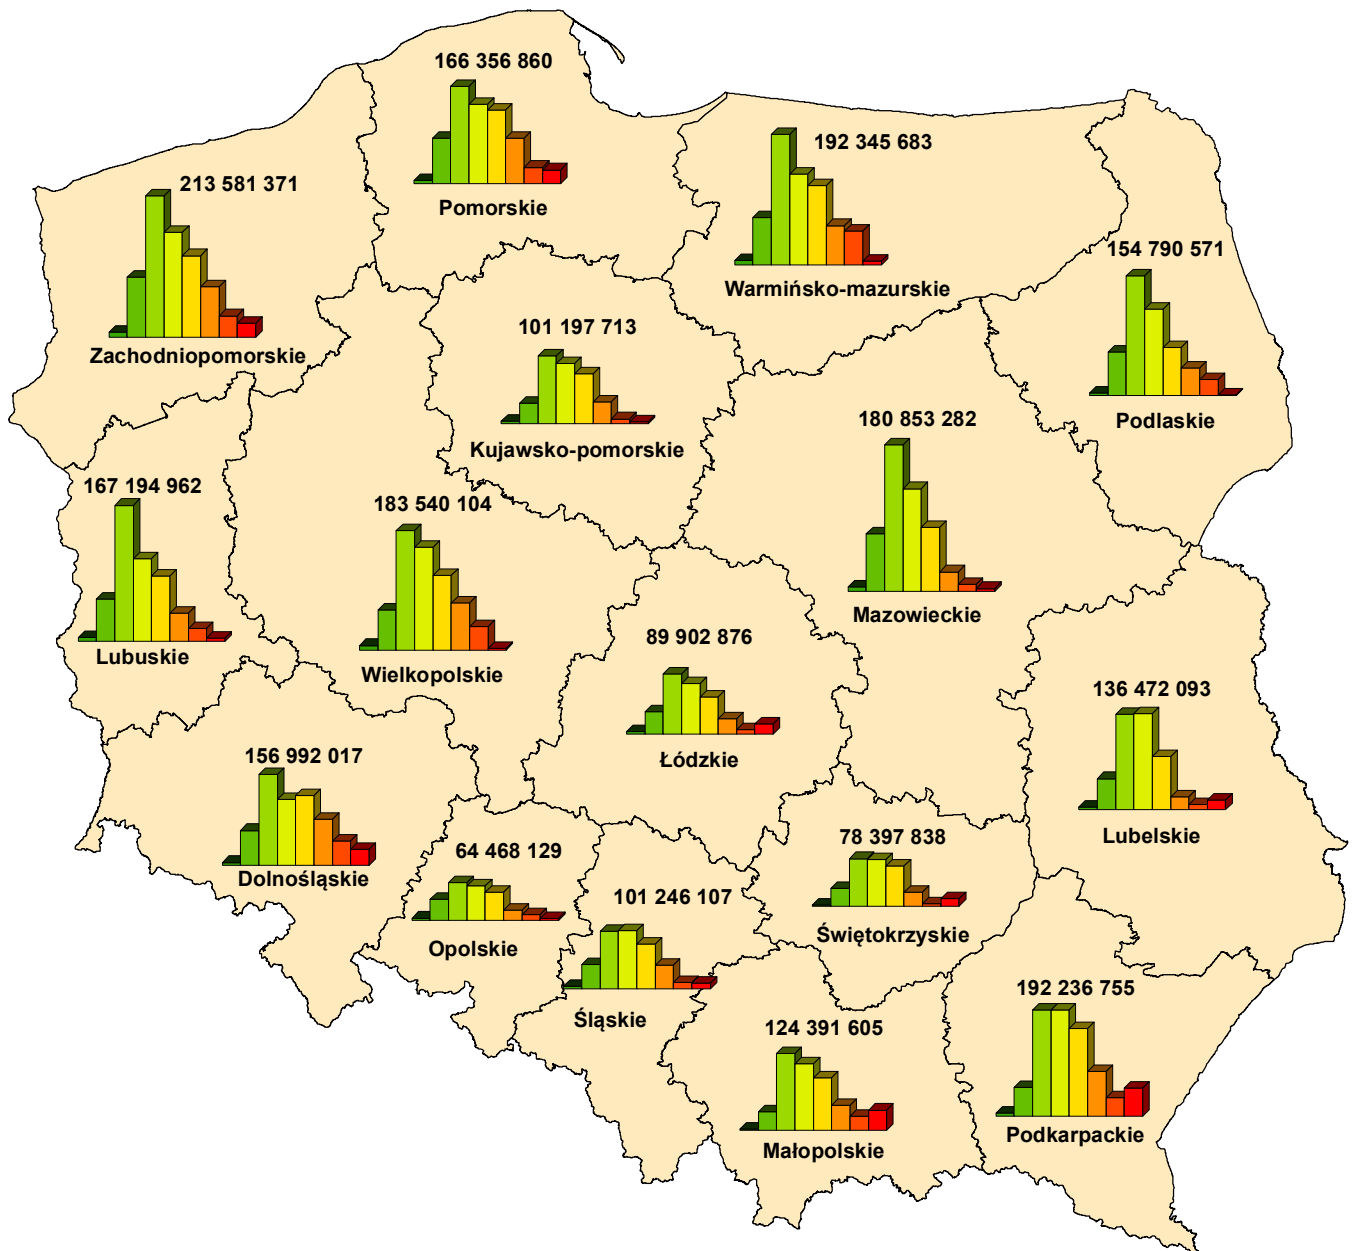 166 356 860
Pomorskie
192 345 683
Warmińsko-mazurskie
213 581 371
Zachodniopomorskie
154 790 571
Podlaskie
101 197 713
Kujawsko-pomorskie
180 853 282
Mazowieckie
167 194 962
Lubuskie
183 540 104
Wielkopolskie
89 902 876
Łódzkie
136 472 093
Lubelskie
156 992 017
Dolnośląskie
64 468 129
Opolskie
78 397 838
Świętokrzyskie
101 246 107
Śląskie
192 236 755
Podkarpackie
124 391 605
Małopolskie